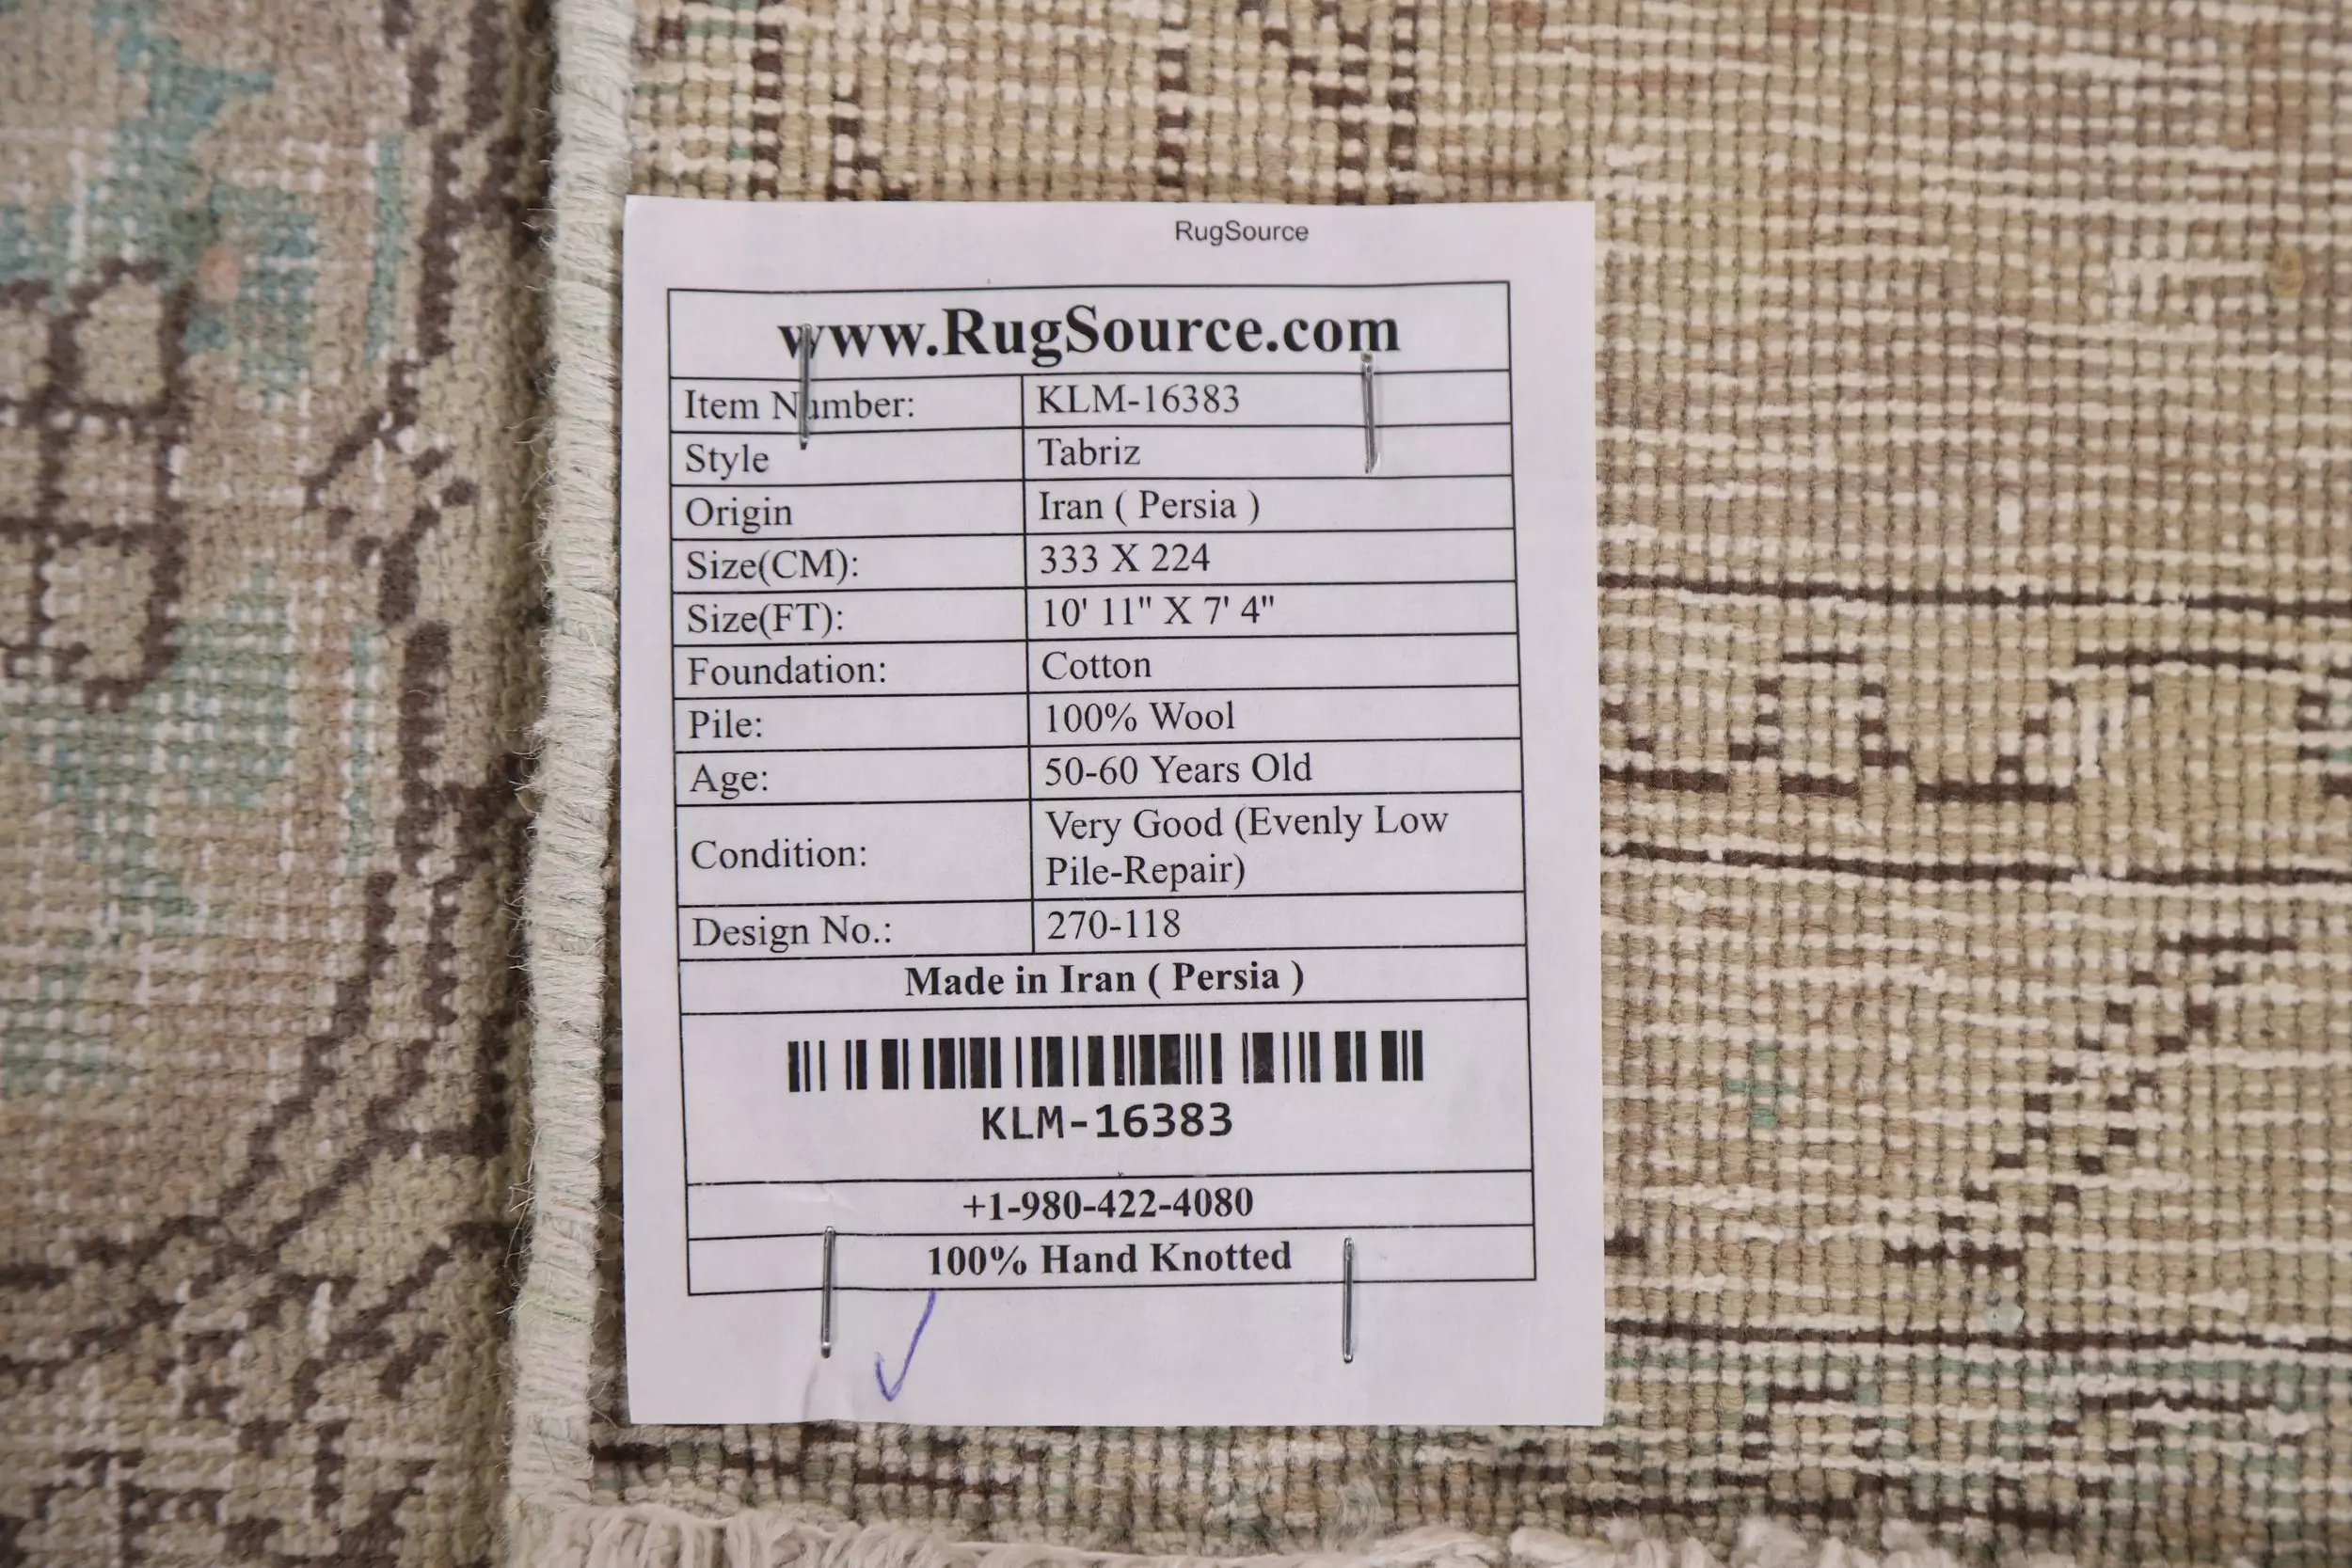 RugSource
www.RugSource.com
Item Number: KLM-16383
Style Tabriz
Origin Iran ( Persia )
Size(CM): 333 X 224
Size(FT): 10' 11" X 7' 4"
Foundation: Cotton
Pile: 100% Wool
Age: 50-60 Years Old
Condition: Very Good (Evenly Low
Pile-Repair)
Design No.: 270-118
Made in Iran ( Persia )
KLM-16383
+1-980-422-4080
100% Hand Knotted